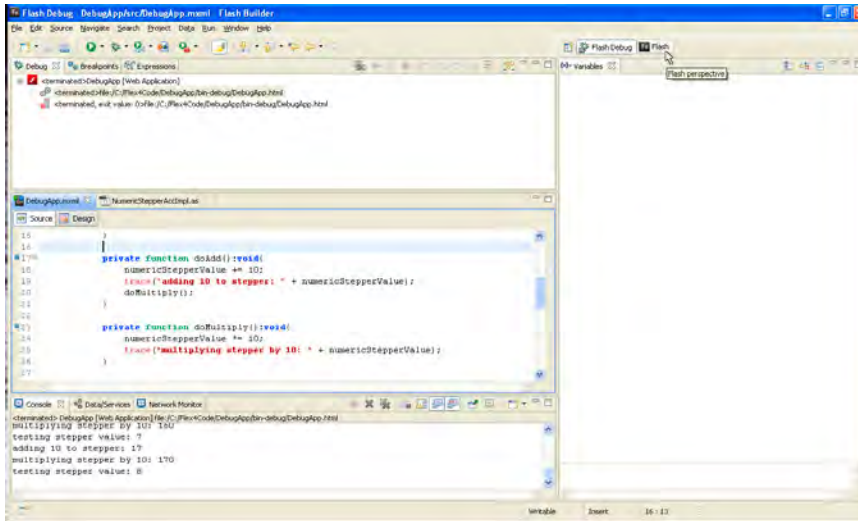 Flash Debug - DebugApp/src/DebugApp.mxml - Flash Builder
File Edit Source Navigate Search Project Data Run Window Help
Flash Debug Flash
Debug Breakpoints Expressions
Variables
Flash perspective
<terminated>DebugApp [Web Application]
<terminated>file:/C:/Flex4Code/DebugApp/bin-debug/DebugApp.html
<terminated, exit value: 0>file:/C:/Flex4Code/DebugApp/bin-debug/DebugApp.html
DebugApp.mxml NumericStepperAccImpl.as
Source Design
15 }
16
17 private function doAdd():void{
18 numericStepperValue += 10;
19 trace("adding 10 to stepper: " + numericStepperValue);
20 doMultiply();
21 }
22
23 private function doMultiply():void{
24 numericStepperValue *= 10;
25 trace("multiplying stepper by 10: " + numericStepperValue);
26 }
27
Console Data/Services Network Monitor
<terminated> DebugApp [Web Application] file:/C:/Flex4Code/DebugApp/bin-debug/DebugApp.html
multiplying stepper by 10: 160
testing stepper value: 7
adding 10 to stepper: 17
multiplying stepper by 10: 170
testing stepper value: 8
Writable Insert 16 : 13